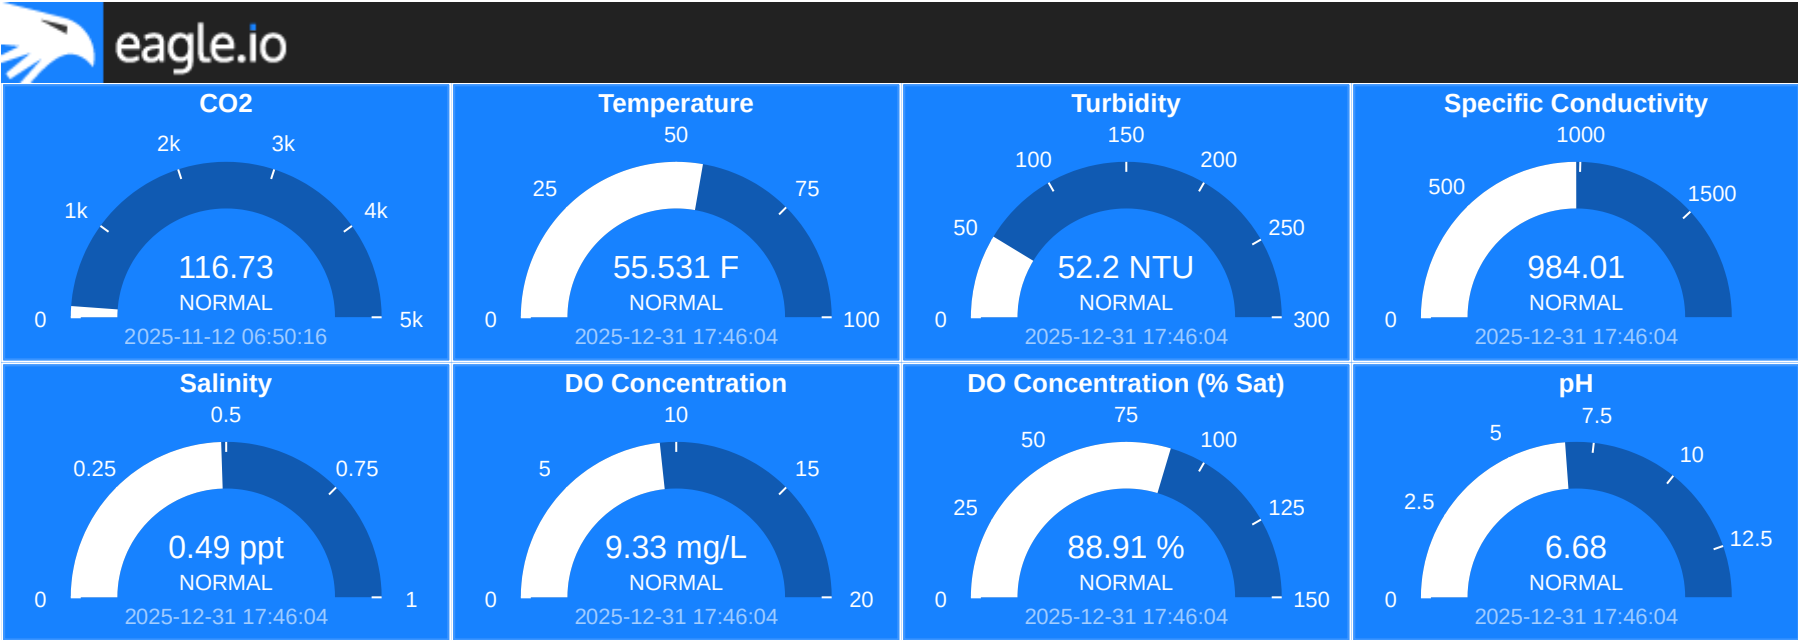 eagle.io
CO2
0
1k
2k
3k
4k
5k
116.73
NORMAL
2025-11-12 06:50:16
Temperature
0
25
50
75
100
55.531 F
NORMAL
2025-12-31 17:46:04
Turbidity
0
50
100
150
200
250
300
52.2 NTU
NORMAL
2025-12-31 17:46:04
Specific Conductivity
0
500
1000
1500
984.01
NORMAL
2025-12-31 17:46:04
Salinity
0
0.25
0.5
0.75
1
0.49 ppt
NORMAL
2025-12-31 17:46:04
DO Concentration
0
5
10
15
20
9.33 mg/L
NORMAL
2025-12-31 17:46:04
DO Concentration (% Sat)
0
25
50
75
100
125
150
88.91 %
NORMAL
2025-12-31 17:46:04
pH
0
2.5
5
7.5
10
12.5
6.68
NORMAL
2025-12-31 17:46:04